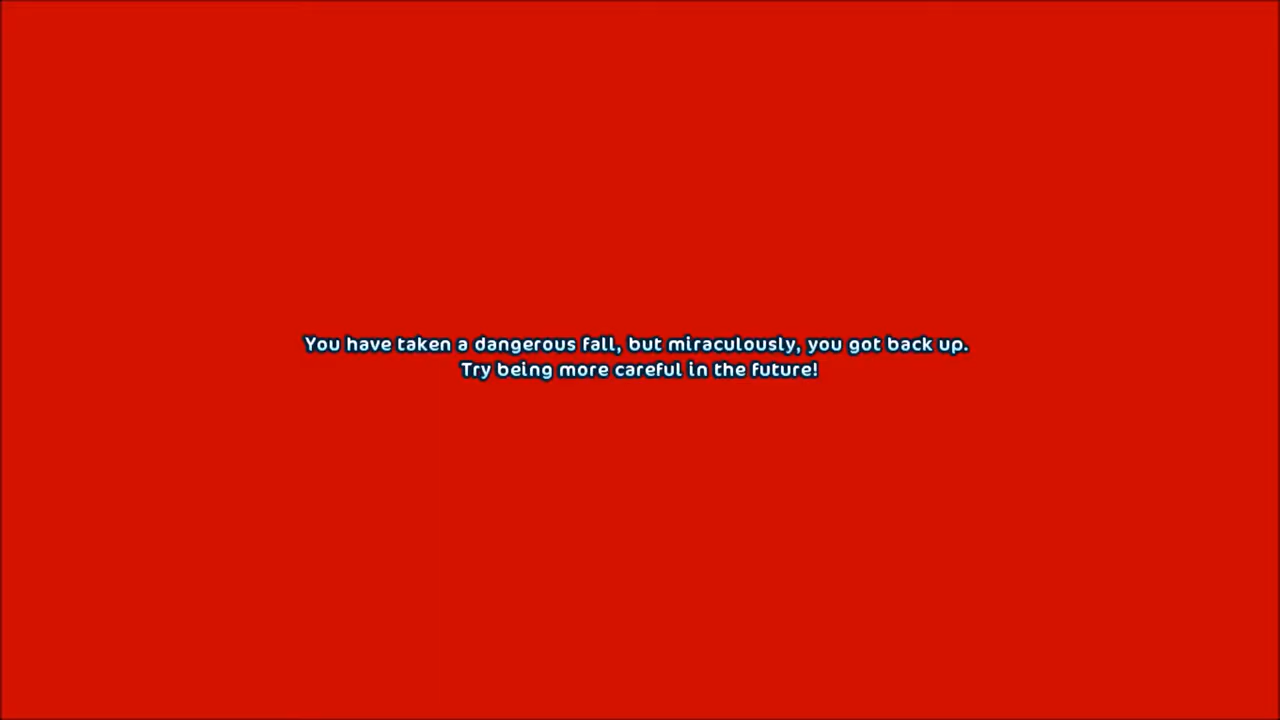 You have taken a dangerous fall, but miraculously, you got back up.
Try being more careful in the future!